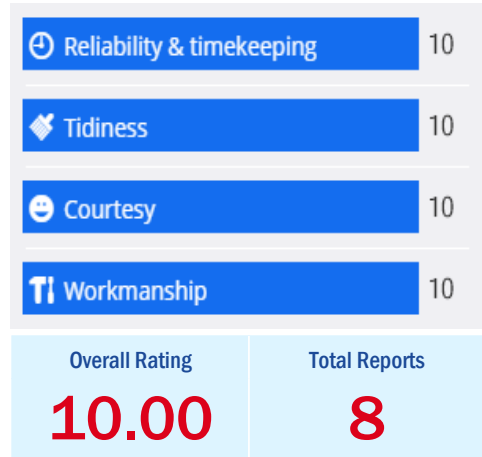 Reliability & timekeeping 10
Tidiness 10
Courtesy 10
Workmanship 10
Overall Rating Total Reports
10.00 8